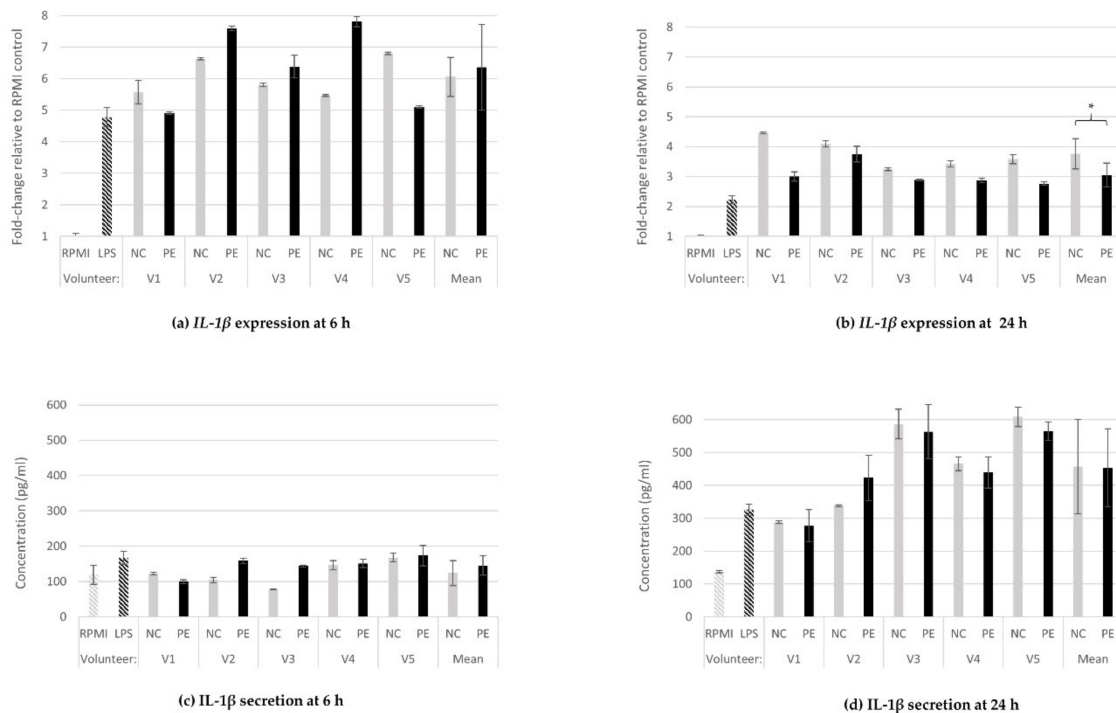 8
7
6
5
4
3
2
1
Fold-change relative to RPMI control
RPMI LPS NC PE NC PE NC PE NC PE NC PE NC PE
Volunteer: V1 V2 V3 V4 V5 Mean
(a) IL-1β expression at 6 h
8
7
6
5
4
3
2
1
Fold-change relative to RPMI control
*
RPMI LPS NC PE NC PE NC PE NC PE NC PE NC PE
Volunteer: V1 V2 V3 V4 V5 Mean
(b) IL-1β expression at 24 h
600
500
400
300
200
100
0
Concentration (pg/ml)
RPMI LPS NC PE NC PE NC PE NC PE NC PE NC PE
Volunteer: V1 V2 V3 V4 V5 Mean
(c) IL-1β secretion at 6 h
600
500
400
300
200
100
0
Concentration (pg/ml)
RPMI LPS NC PE NC PE NC PE NC PE NC PE NC PE
Volunteer: V1 V2 V3 V4 V5 Mean
(d) IL-1β secretion at 24 h